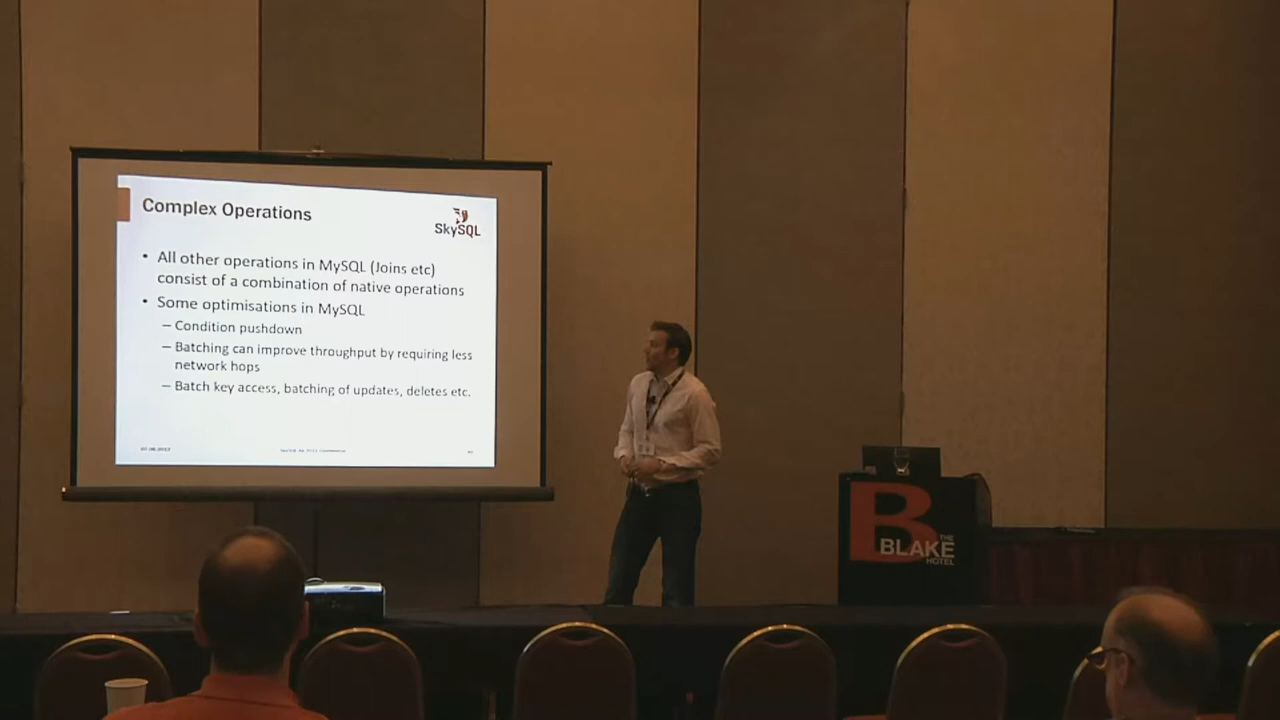 Complex Operations
SkySQL
• All other operations in MySQL (Joins etc)
consist of a combination of native operations
• Some optimisations in MySQL
– Condition pushdown
– Batching can improve throughput by requiring less
network hops
– Batch key access, batching of updates, deletes etc.
B
THE
BLAKE
HOTEL